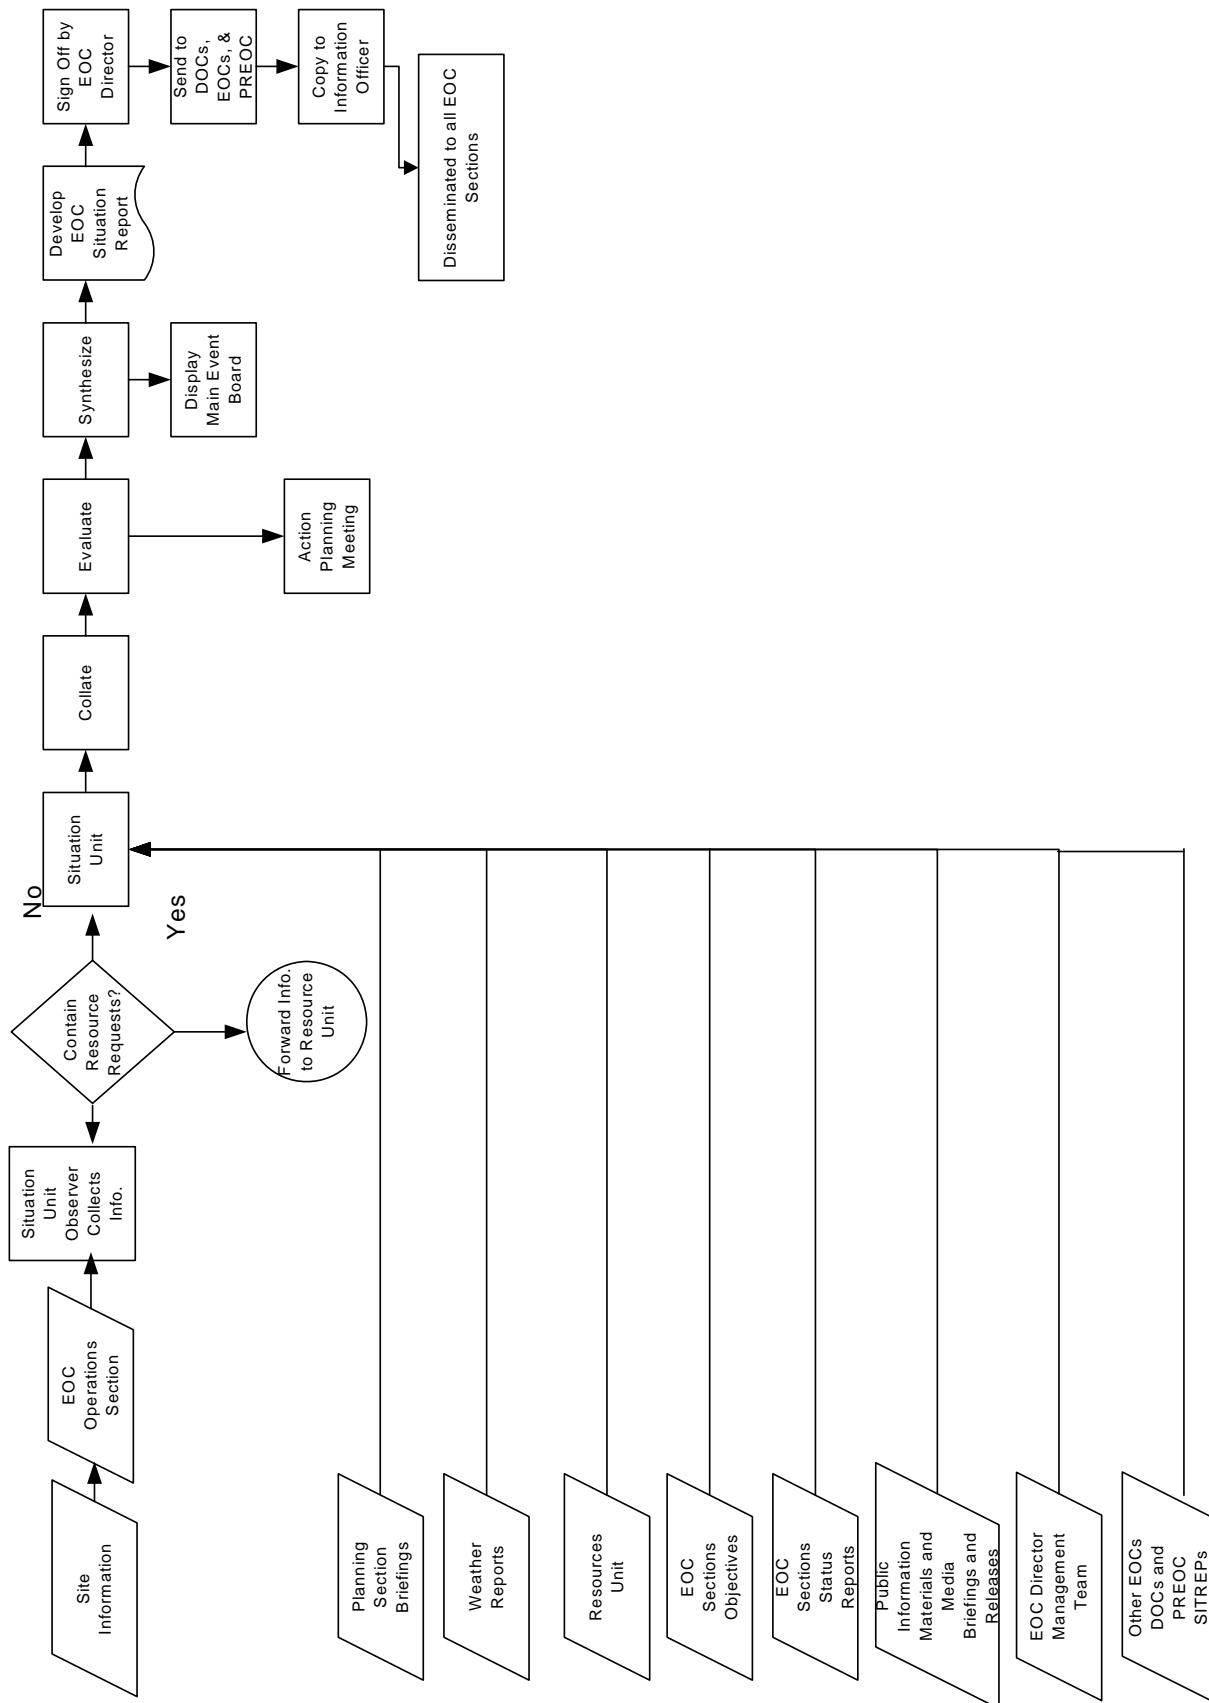 Site
Information
EOC
Operations
Section
Situation
Unit
Observer
Collects
Info.
Contain
Resource
Requests?
No
Yes
Forward Info.
to Resource
Unit
Situation
Unit
Collate
Evaluate
Action
Planning
Meeting
Synthesize
Display
Main Event
Board
Develop
EOC
Situation
Report
Sign Off by
EOC
Director
Send to
DOCs,
EOCs, &
PREOC
Copy to
Information
Officer
Disseminated to all EOC
Sections
Planning
Section
Briefings
Weather
Reports
Resources
Unit
EOC
Sections
Objectives
EOC
Sections
Status
Reports
Public
Information
Materials and
Media
Briefings and
Releases
EOC Director
Management
Team
Other EOCs
DOCs and
PREOC
SITREPs